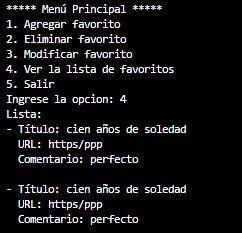 ***** Menú Principal *****
1. Agregar favorito
2. Eliminar favorito
3. Modificar favorito
4. Ver la lista de favoritos
5. Salir
Ingrese la opcion: 4
Lista:
- Título: cien años de soledad
URL: https/ppp
Comentario: perfecto
- Título: cien años de soledad
URL: https/ppp
Comentario: perfecto